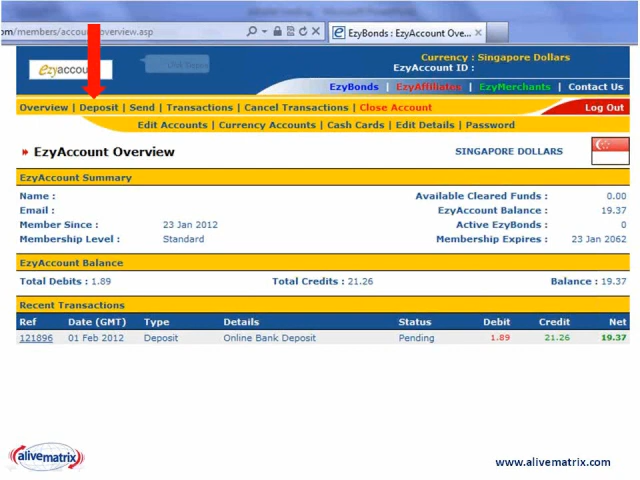 om/members/accou overview.asp
EzyBonds : EzyAccount Ove...
Currency : Singapore Dollars
ezyaccou
EzyAccount ID :
EzyBonds | EzyAffiliates | EzyMerchants | Contact Us
Overview | Deposit | Send | Transactions | Cancel Transactions | Close Account
Log Out
Edit Accounts | Currency Accounts | Cash Cards | Edit Details | Password
EzyAccount Overview
SINGAPORE DOLLARS
EzyAccount Summary
Name : Available Cleared Funds : 0.00
Email : EzyAccount Balance : 19.37
Member Since : 23 Jan 2012 Active EzyBonds : 0
Membership Level : Standard Membership Expires : 23 Jan 2062
EzyAccount Balance
Total Debits : 1.89 Total Credits : 21.26 Balance : 19.37
Recent Transactions
Ref Date (GMT) Type Details Status Debit Credit Net
121896 01 Feb 2012 Deposit Online Bank Deposit Pending 1.89 21.26 19.37
alivematrix
www.alivematrix.com